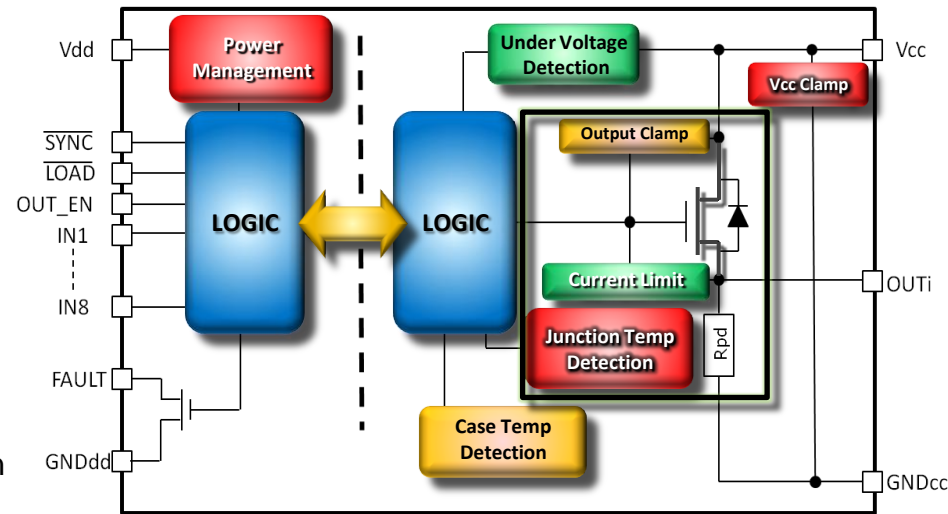 Vdd
Power
Management
Under Voltage
Detection
Vcc
Vcc Clamp
SYNC
LOAD
OUT_EN
IN1
IN8
LOGIC
LOGIC
Output Clamp
Current Limit
OUTi
Junction Temp
Detection
Rpd
FAULT
Case Temp
Detection
n
GNDdd
GNDcc